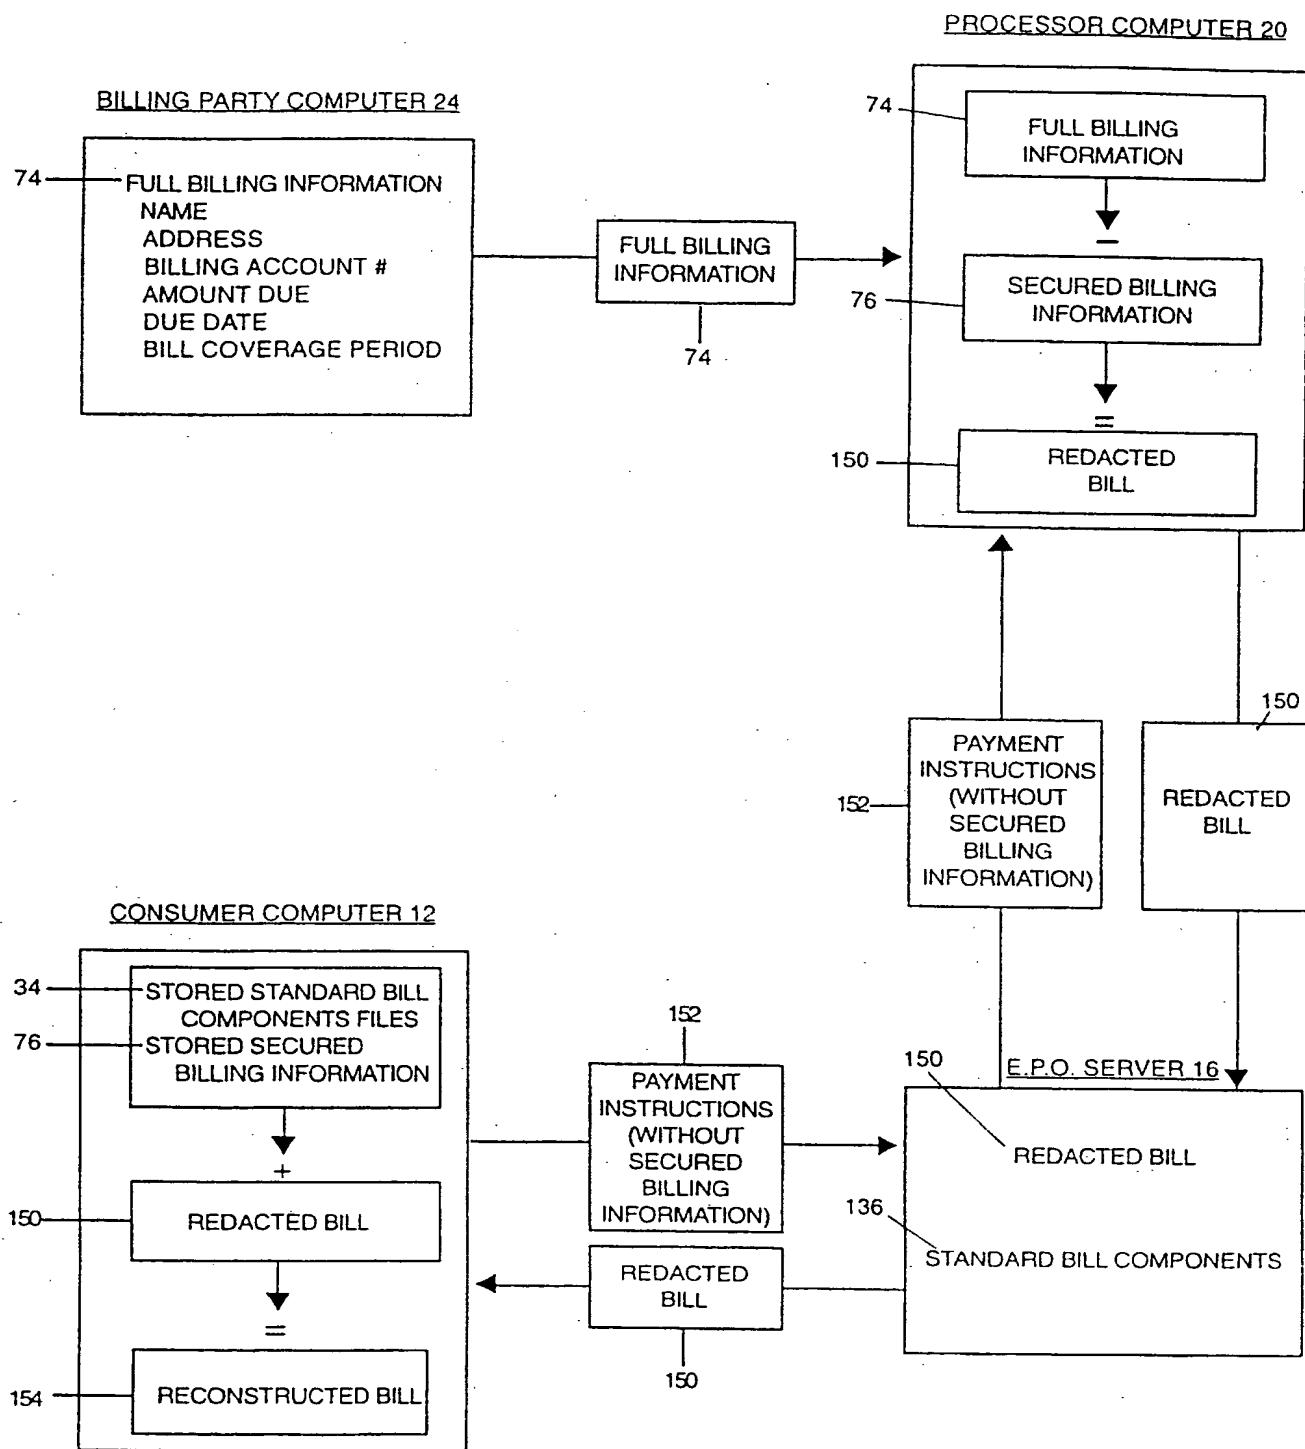 PROCESSOR COMPUTER 20
BILLING PARTY COMPUTER 24
74
FULL BILLING INFORMATION
NAME
ADDRESS
BILLING ACCOUNT #
AMOUNT DUE
DUE DATE
BILL COVERAGE PERIOD
FULL BILLING
INFORMATION
74
74
FULL BILLING
INFORMATION
−
76
SECURED BILLING
INFORMATION
=
150
REDACTED
BILL
152
PAYMENT
INSTRUCTIONS
(WITHOUT
SECURED
BILLING
INFORMATION)
150
REDACTED
BILL
CONSUMER COMPUTER 12
34
STORED STANDARD BILL
COMPONENTS FILES
76
STORED SECURED
BILLING INFORMATION
+
150
REDACTED BILL
=
154
RECONSTRUCTED BILL
152
PAYMENT
INSTRUCTIONS
(WITHOUT
SECURED
BILLING
INFORMATION)
REDACTED
BILL
150
E.P.O. SERVER 16
150
REDACTED BILL
136
STANDARD BILL COMPONENTS